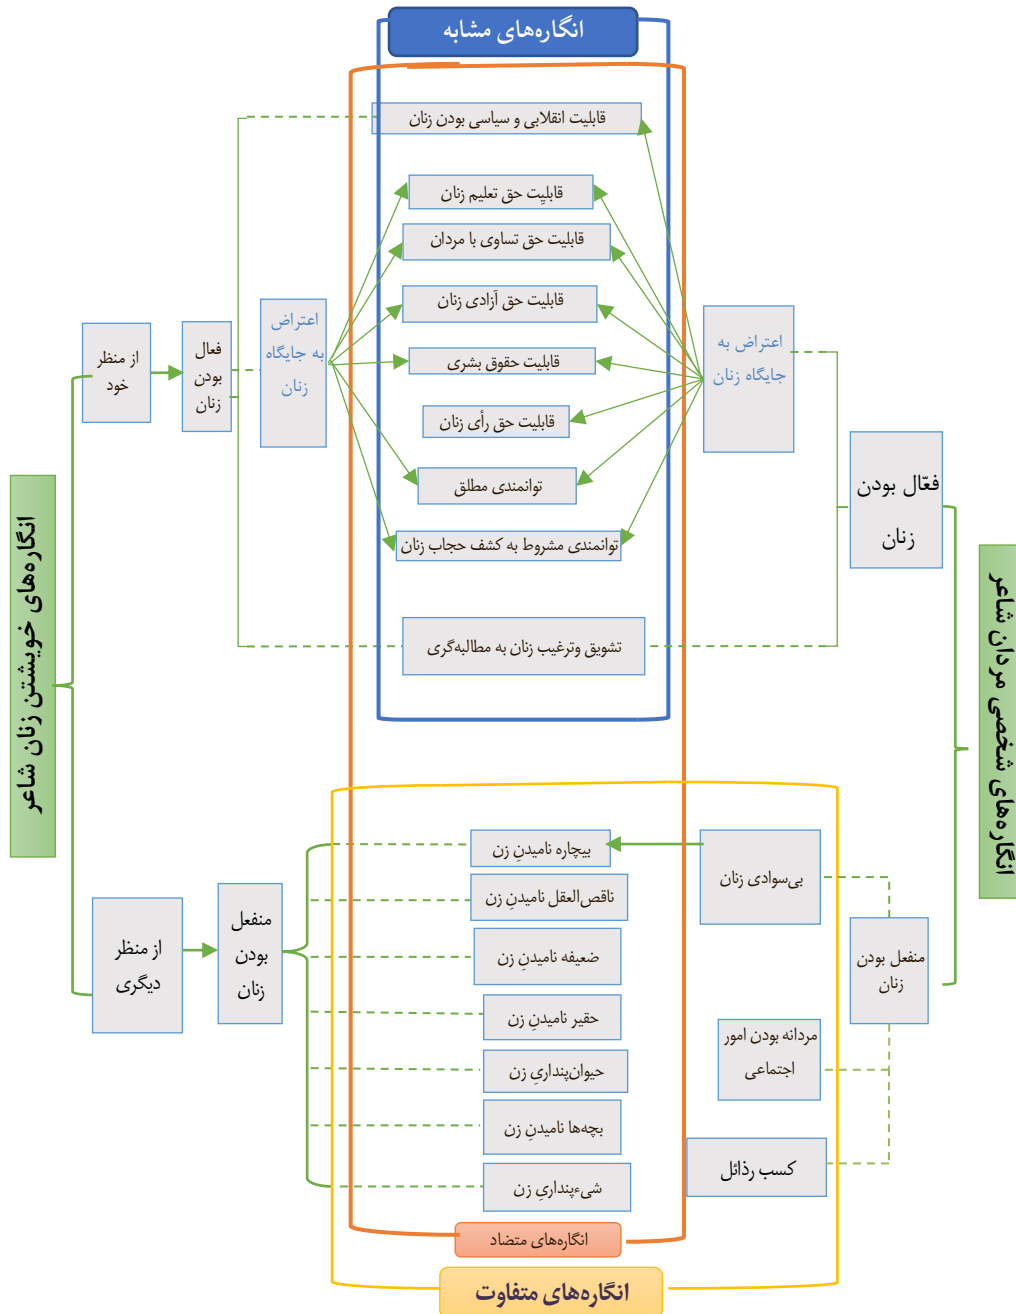 انگاره‌های مشابه
قابلیت انقلابی و سیاسی بودن زنان
قابلیِت حق تعلیم زنان
قابلیت حق تساوی با مردان
قابلیت حق آزادی زنان
قابلیت حقوق بشری
قابلیت حق رأی زنان
توانمندی مطلق
توانمندی مشروط به کشف حجاب زنان
تشویق وترغیب زنان به مطالبه‌گری
اعتراض به
جایگاه زنان
فعّال بودن
زنان
انگاره‌های شخصی مردان شاعر
اعتراض
به جایگاه
زنان
فعال
بودن
زنان
از منظر
خود
انگاره‌های خویشتن زنان شاعر
از منظر
دیگری
منفعل
بودن
زنان
بیچاره نامیدنِ زن
ناقص‌العقل نامیدنِ زن
ضعیفه نامیدنِ زن
حقیر نامیدنِ زن
حیوان‌پنداریِ زن
بچه‌ها نامیدنِ زن
شیءپنداریِ زن
بی‌سوادی زنان
مردانه بودن امور
اجتماعی
کسب رذائل
منفعل بودن
زنان
انگاره‌های متضاد
انگاره‌های متفاوت